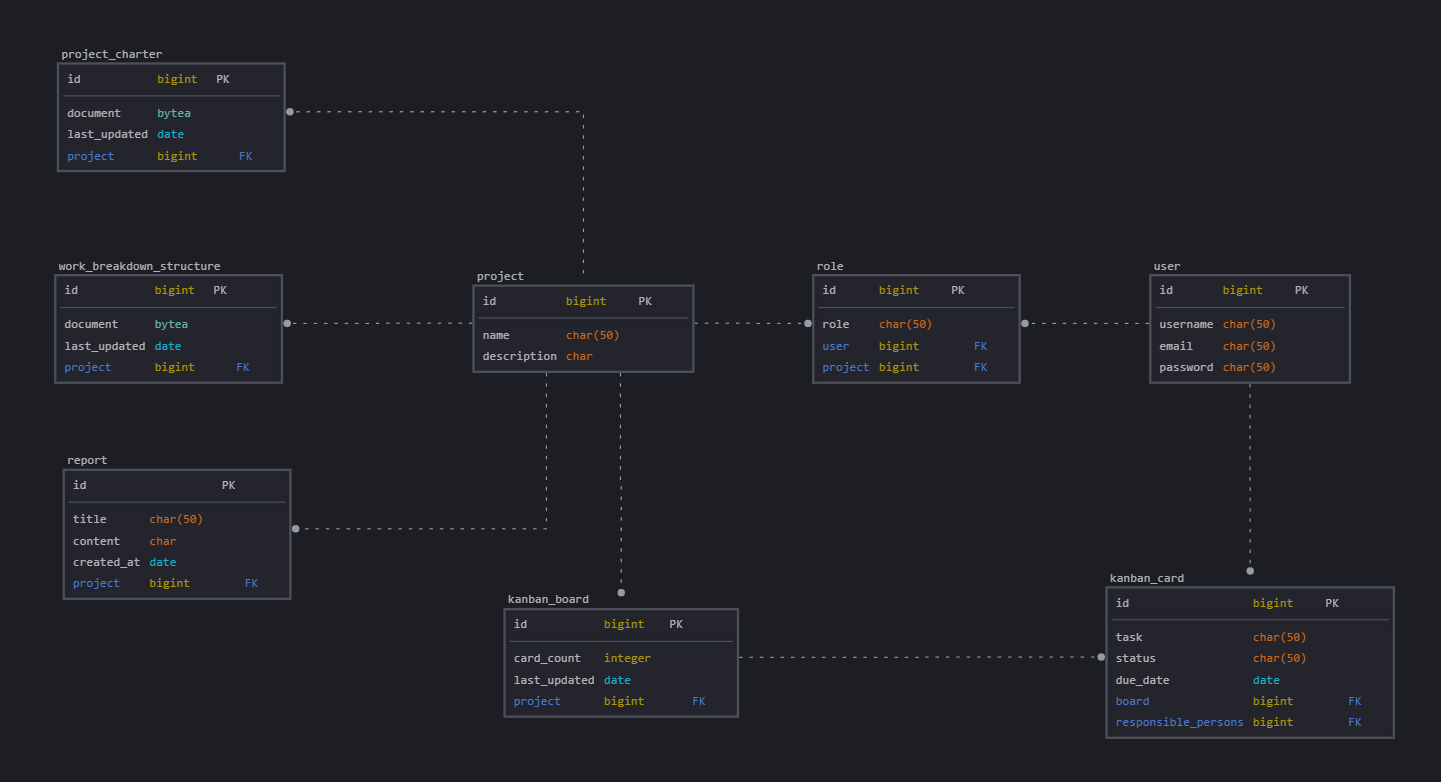 project_charter
id bigint PK
document bytea
last_updated date
project bigint FK
work_breakdown_structure
id bigint PK
document bytea
last_updated date
project bigint FK
project
id bigint PK
name char(50)
description char
role
id bigint PK
role char(50)
user bigint FK
project bigint FK
user
id bigint PK
username char(50)
email char(50)
password char(50)
report
id PK
title char(50)
content char
created_at date
project bigint FK
kanban_board
id bigint PK
card_count integer
last_updated date
project bigint FK
kanban_card
id bigint PK
task char(50)
status char(50)
due_date date
board bigint FK
responsible_persons bigint FK